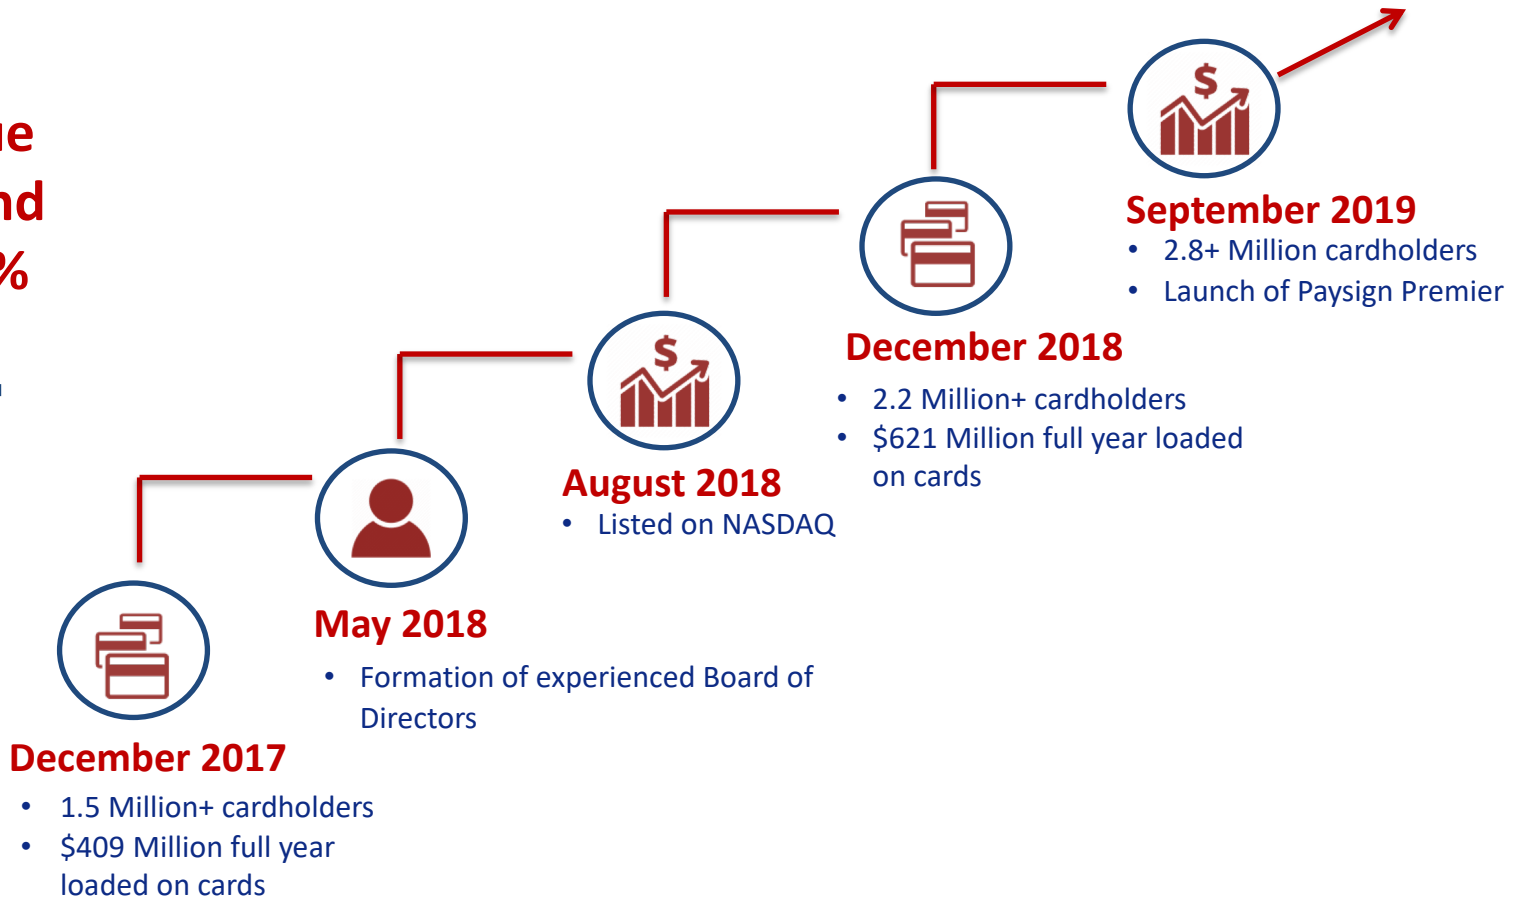 %
September 2019
• 2.8+ Million cardholders
• Launch of Paysign Premier
December 2018
• 2.2 Million+ cardholders
• $621 Million full year loaded
on cards
August 2018
• Listed on NASDAQ
May 2018
• Formation of experienced Board of
Directors
December 2017
• 1.5 Million+ cardholders
• $409 Million full year
loaded on cards